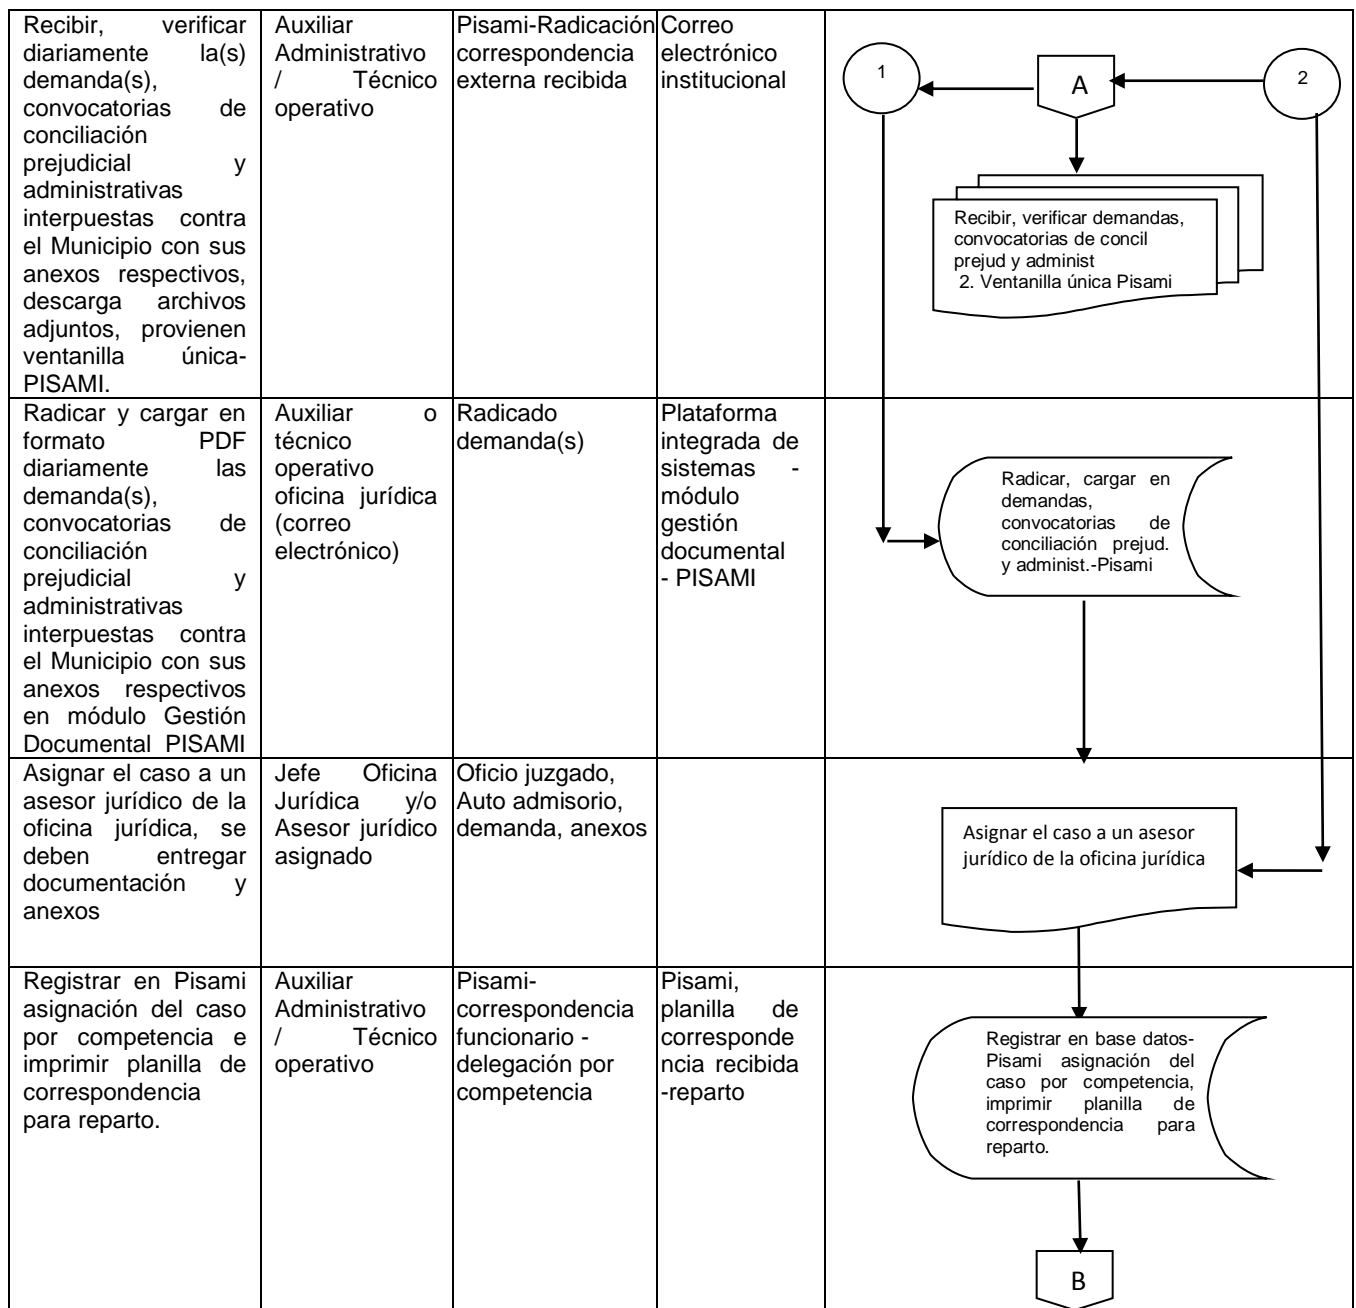 Recibir, verificar
diariamente la(s)
demanda(s),
convocatorias de
conciliación
prejudicial y
administrativas
interpuestas contra
el Municipio con sus
anexos respectivos,
descarga archivos
adjuntos, provienen
ventanilla única-
PISAMI.
Auxiliar
Administrativo
/ Técnico
operativo
Pisami-Radicación
correspondencia
externa recibida
Correo
electrónico
institucional
1
A
2
Recibir, verificar demandas,
convocatorias de concil
prejud y administ
2. Ventanilla única Pisami
Radicar y cargar en
formato PDF
diariamente las
demanda(s),
convocatorias de
conciliación
prejudicial y
administrativas
interpuestas contra
el Municipio con sus
anexos respectivos
en módulo Gestión
Documental PISAMI
Auxiliar o
técnico
operativo
oficina jurídica
(correo
electrónico)
Radicado
demanda(s)
Plataforma
integrada de
sistemas -
módulo
gestión
documental
- PISAMI
Radicar, cargar en
demandas,
convocatorias de
conciliación prejud.
y administ.-Pisami
Asignar el caso a un
asesor jurídico de la
oficina jurídica, se
deben entregar
documentación y
anexos
Jefe Oficina
Jurídica y/o
Asesor jurídico
asignado
Oficio juzgado,
Auto admisorio,
demanda, anexos
Asignar el caso a un asesor
jurídico de la oficina jurídica
Registrar en Pisami
asignación del caso
por competencia e
imprimir planilla de
correspondencia
para reparto.
Auxiliar
Administrativo
/ Técnico
operativo
Pisami-
correspondencia
funcionario -
delegación por
competencia
Pisami,
planilla de
corresponde
ncia recibida
-reparto
Registrar en base datos-
Pisami asignación del
caso por competencia,
imprimir planilla de
correspondencia para
reparto.
B